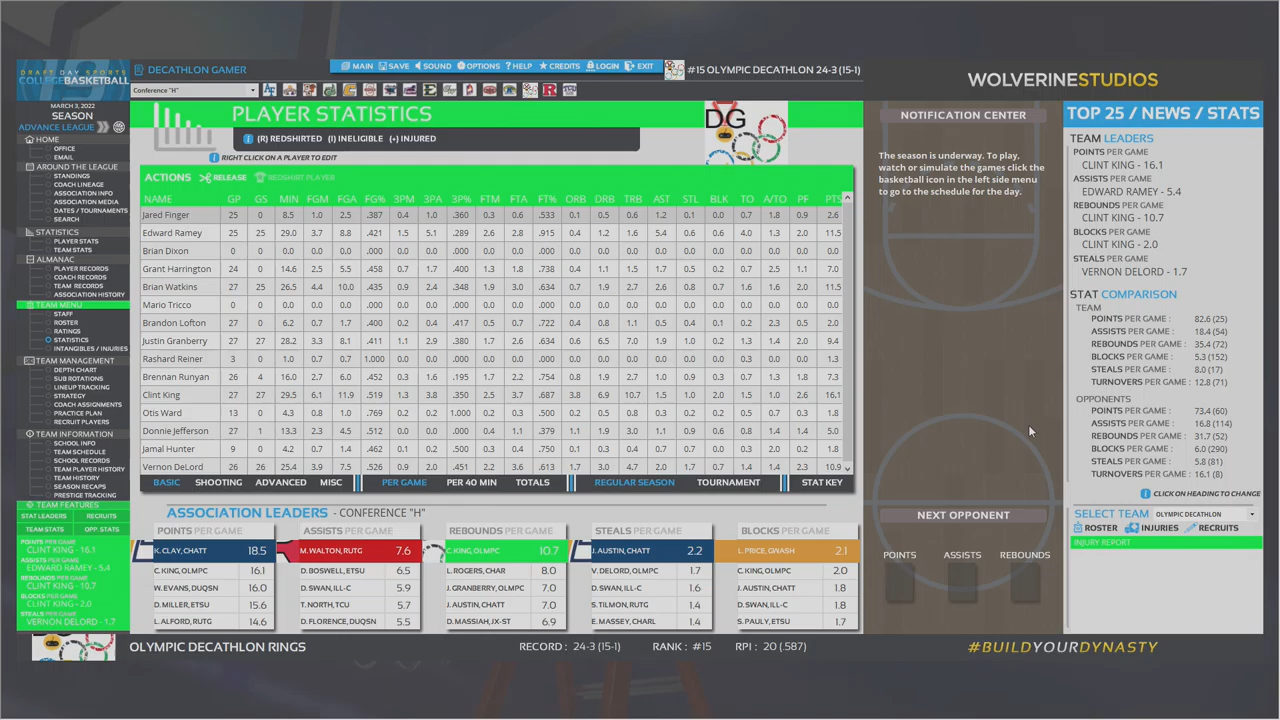 DRAFT DAY SPORTS
COLLEGE BASKETBALL
19
DECATHLON GAMER
MAIN SAVE SOUND OPTIONS ? HELP CREDITS LOGIN EXIT
#15 OLYMPIC DECATHLON 24-3 (15-1)
WOLVERINESTUDIOS
Conference "H"
MARCH 3, 2022
SEASON
ADVANCE LEAGUE
HOME
OFFICE
EMAIL
AROUND THE LEAGUE
STANDINGS
COACH LINEAGE
ASSOCIATION INFO
ASSOCIATION MEDIA
DATES / TOURNAMENTS
SEARCH
STATISTICS
PLAYER STATS
TEAM STATS
ALMANAC
PLAYER RECORDS
COACH RECORDS
TEAM RECORDS
ASSOCIATION HISTORY
TEAM MENU
STAFF
ROSTER
RATINGS
STATISTICS
INTANGIBLES / INJURIES
TEAM MANAGEMENT
DEPTH CHART
SUB ROTATIONS
LINEUP TRACKING
STRATEGY
COACH ASSIGNMENTS
PRACTICE PLAN
RECRUIT PLAYERS
TEAM INFORMATION
SCHOOL INFO
TEAM SCHEDULE
SCHOOL RECORDS
TEAM PLAYER HISTORY
TEAM HISTORY
SEASON RECAPS
PRESTIGE TRACKING
TEAM FEATURES
STAT LEADERS RECRUITS
TEAM STATS OPP. STATS
POINTS PER GAME
CLINT KING - 16.1
ASSISTS PER GAME
EDWARD RAMEY - 5.4
REBOUNDS PER GAME
CLINT KING - 10.7
BLOCKS PER GAME
CLINT KING - 2.0
STEALS PER GAME
VERNON DELORD - 1.7
PLAYER STATISTICS
DG
(R) REDSHIRTED (I) INELIGIBLE (+) INJURED
RIGHT CLICK ON A PLAYER TO EDIT
ACTIONS RELEASE REDSHIRT PLAYER
NAME GP GS MIN FGM FGA FG% 3PM 3PA 3P% FTM FTA FT% ORB DRB TRB AST STL BLK TO A/TO PF PTS
Jared Finger 25 0 8.5 1.0 2.5 .387 0.4 1.1 .360 0.3 0.5 .533 0.1 0.5 0.6 1.2 0.1 0.1 0.7 1.8 0.9 2.6
Edward Ramey 25 25 29.0 3.7 8.8 .421 1.5 5.1 .289 2.6 2.8 .915 0.4 1.2 1.6 5.4 0.6 0.6 4.0 1.3 2.0 11.5
Brian Dixon 0 0 0.0 0.0 0.0 .000 0.0 0.0 .000 0.0 0.0 .000 0.0 0.0 0.0 0.0 0.0 0.0 0.0 0.0 0.0 0.0
Grant Harrington 24 0 14.6 2.5 5.5 .458 0.7 1.7 .400 1.3 1.8 .738 0.4 1.1 1.5 1.7 0.5 0.2 0.7 2.5 1.1 7.0
Brian Watkins 27 25 26.5 4.4 10.0 .435 0.9 2.4 .348 1.9 3.0 .634 0.9 1.8 2.7 2.6 0.8 0.7 1.6 1.6 2.0 11.5
Mario Tricco 0 0 0.0 0.0 0.0 .000 0.0 0.0 .000 0.0 0.0 .000 0.0 0.0 0.0 0.0 0.0 0.0 0.0 0.0 0.0 0.0
Brandon Lofton 27 0 6.2 0.7 1.7 .400 0.2 0.4 .417 0.5 0.7 .722 0.4 0.8 1.1 0.5 0.4 0.1 0.2 2.3 0.5 2.0
Justin Granberry 27 27 28.2 3.3 8.1 .411 1.1 2.9 .364 1.7 2.6 .634 0.5 6.5 7.0 1.9 1.0 0.2 1.0 1.9 1.4 9.4
Rashard Reiner 3 0 1.0 0.7 0.7 1.000 0.0 0.0 .000 0.0 0.0 .000 0.0 0.0 0.0 0.0 0.0 0.0 0.0 0.0 0.0 1.3
Brennan Runyan 26 4 16.0 2.7 6.0 .452 0.3 1.6 .195 1.7 2.2 .754 0.8 1.9 2.7 1.0 0.9 0.3 0.7 1.3 1.8 7.3
Clint King 27 27 29.5 6.1 11.9 .519 1.3 3.8 .350 2.5 3.7 .687 3.8 6.9 10.7 1.5 1.0 2.0 1.5 1.0 2.6 16.1
Otis Ward 13 0 4.3 0.8 1.0 .769 0.2 0.2 1.000 0.0 0.0 .000 0.2 0.3 0.5 0.2 0.2 0.0 0.2 0.7 0.3 1.8
Donnie Jefferson 27 1 13.3 2.3 4.5 .512 0.0 0.0 .000 0.4 1.1 .379 1.1 1.9 3.0 1.1 0.9 0.6 0.8 1.4 1.4 5.0
Jamal Hunter 9 0 4.2 0.6 1.3 .417 0.1 0.2 .500 0.6 0.8 .750 0.0 0.4 0.4 0.3 0.1 0.0 0.1 3.0 0.2 1.8
Vernon DeLord 26 26 25.4 3.9 7.5 .526 0.9 2.0 .451 2.2 3.6 .613 1.7 3.0 4.7 2.0 1.7 0.7 1.4 1.4 2.3 10.9
BASIC SHOOTING ADVANCED MISC PER GAME PER 40 MIN TOTALS REGULAR SEASON TOURNAMENT STAT KEY
ASSOCIATION LEADERS - CONFERENCE "H"
POINTS PER GAME
K. CLAY, CHATT 18.5
C. KING, OLMPC 16.1
W. EVANS, DUQSN 16.0
D. MILLER, ETSU 15.6
L. ALFORD, RUTG 14.6
ASSISTS PER GAME
M. WALTON, RUTG 7.6
D. BOSWELL, ETSU 6.5
D. SWAN, ILL-C 5.9
T. NORTH, TCU 5.7
D. FLORENCE, DUQSN 5.5
REBOUNDS PER GAME
C. KING, OLMPC 10.7
L. ROGERS, CHAR 8.0
J. GRANBERRY, OLMPC 7.0
J. AUSTIN, CHATT 7.0
D. MASSIAH, JX-ST 6.9
STEALS PER GAME
J. AUSTIN, CHATT 2.2
V. DELORD, OLMPC 1.7
D. SWAN, ILL-C 1.6
S. TILMON, RUTG 1.4
E. MASSEY, CHARL 1.4
BLOCKS PER GAME
L. PRICE, GWASH 2.1
C. KING, OLMPC 2.0
J. AUSTIN, CHATT 1.8
D. SWAN, ILL-C 1.8
S. PAULY, ETSU 1.7
NOTIFICATION CENTER
The season is underway. To play,
watch or simulate the games click the
basketball icon in the left side menu
to go to the schedule for the day.
NEXT OPPONENT
POINTS ASSISTS REBOUNDS
TOP 25 / NEWS / STATS
TEAM LEADERS
POINTS PER GAME
CLINT KING - 16.1
ASSISTS PER GAME
EDWARD RAMEY - 5.4
REBOUNDS PER GAME
CLINT KING - 10.7
BLOCKS PER GAME
CLINT KING - 2.0
STEALS PER GAME
VERNON DELORD - 1.7
STAT COMPARISON
TEAM
POINTS PER GAME: 82.6 (25)
ASSISTS PER GAME: 18.4 (54)
REBOUNDS PER GAME: 35.4 (72)
BLOCKS PER GAME: 5.3 (152)
STEALS PER GAME: 8.0 (17)
TURNOVERS PER GAME: 12.8 (71)
OPPONENTS
POINTS PER GAME: 73.4 (60)
ASSISTS PER GAME: 16.8 (114)
REBOUNDS PER GAME: 31.7 (52)
BLOCKS PER GAME: 6.0 (290)
STEALS PER GAME: 5.8 (81)
TURNOVERS PER GAME: 16.1 (8)
CLICK ON HEADING TO CHANGE
SELECT TEAM OLYMPIC DECATHLON
ROSTER INJURIES RECRUITS
INJURY REPORT
OLYMPIC DECATHLON RINGS RECORD: 24-3 (15-1) RANK: #15 RPI: 20 (.587) #BUILDYOURDYNASTY